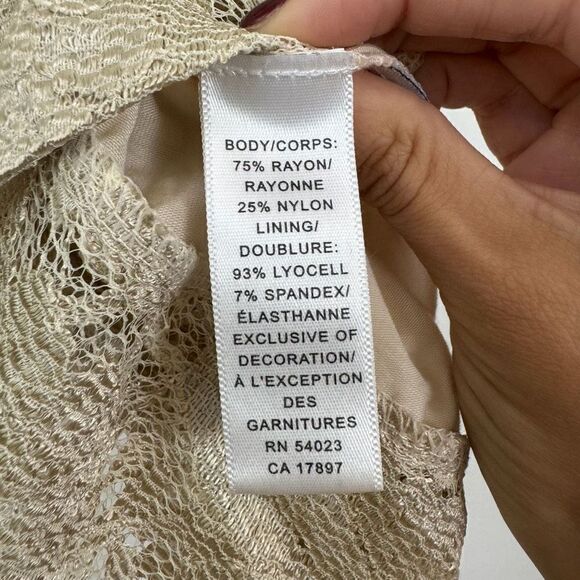 BODY/CORPS:
75% RAYON/
RAYONNE
25% NYLON
LINING/
DOUBLURE:
93% LYOCELL
7% SPANDEX/
ÉLASTHANNE
EXCLUSIVE OF
DECORATION/
À L'EXCEPTION
DES
GARNITURES
RN 54023
CA 17897